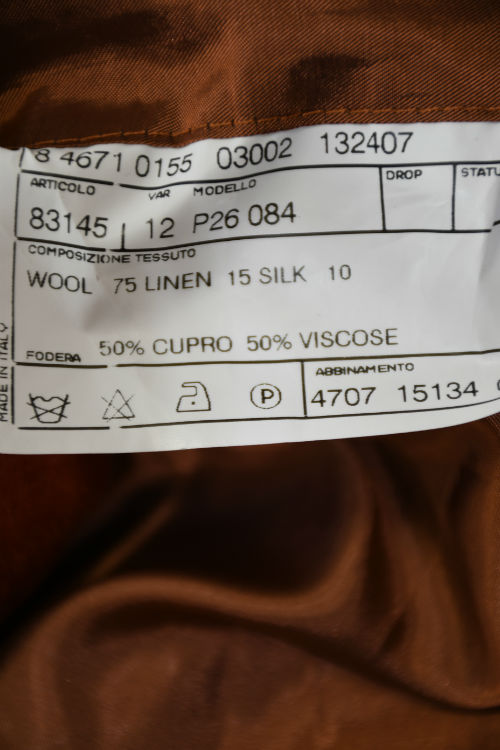 8 4671 0155 03002 132407
ARTICOLO VAR MODELLO DROP
83145 12 P26 084
COMPOSIZIONE TESSUTO
WOOL 75 LINEN 15 SILK 10
FODERA 50% CUPRO 50% VISCOSE
ABBINAMENTO
P 4707 15134
MADE IN ITALY